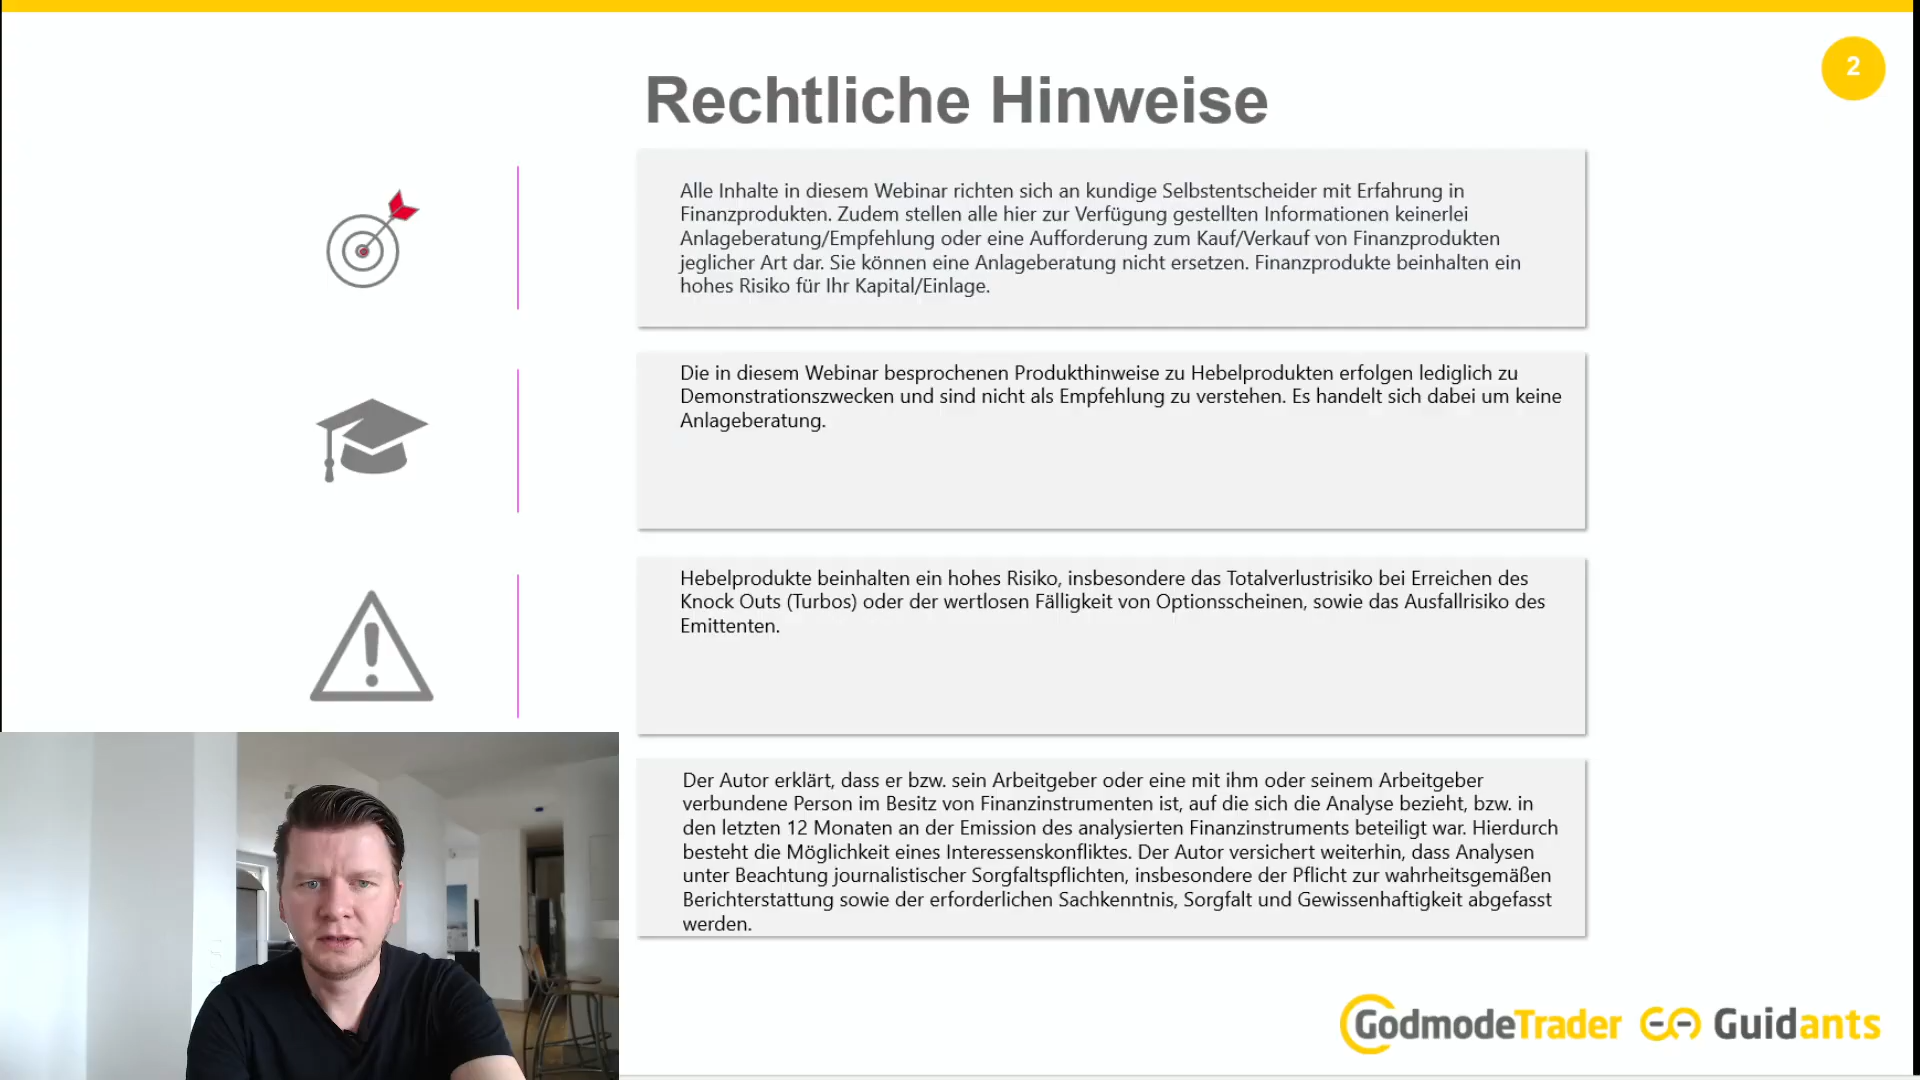 2
Rechtliche Hinweise
Alle Inhalte in diesem Webinar richten sich an kundige Selbstentscheider mit Erfahrung in
Finanzprodukten. Zudem stellen alle hier zur Verfügung gestellten Informationen keinerlei
Anlageberatung/Empfehlung oder eine Aufforderung zum Kauf/Verkauf von Finanzprodukten
jeglicher Art dar. Sie können eine Anlageberatung nicht ersetzen. Finanzprodukte beinhalten ein
hohes Risiko für Ihr Kapital/Einlage.
Die in diesem Webinar besprochenen Produkthinweise zu Hebelprodukten erfolgen lediglich zu
Demonstrationszwecken und sind nicht als Empfehlung zu verstehen. Es handelt sich dabei um keine
Anlageberatung.
Hebelprodukte beinhalten ein hohes Risiko, insbesondere das Totalverlustrisiko bei Erreichen des
Knock Outs (Turbos) oder der wertlosen Fälligkeit von Optionsscheinen, sowie das Ausfallrisiko des
Emittenten.
Der Autor erklärt, dass er bzw. sein Arbeitgeber oder eine mit ihm oder seinem Arbeitgeber
verbundene Person im Besitz von Finanzinstrumenten ist, auf die sich die Analyse bezieht, bzw. in
den letzten 12 Monaten an der Emission des analysierten Finanzinstruments beteiligt war. Hierdurch
besteht die Möglichkeit eines Interessenskonfliktes. Der Autor versichert weiterhin, dass Analysen
unter Beachtung journalistischer Sorgfaltspflichten, insbesondere der Pflicht zur wahrheitsgemäßen
Berichterstattung sowie der erforderlichen Sachkenntnis, Sorgfalt und Gewissenhaftigkeit abgefasst
werden.
GodmodeTrader Guidants